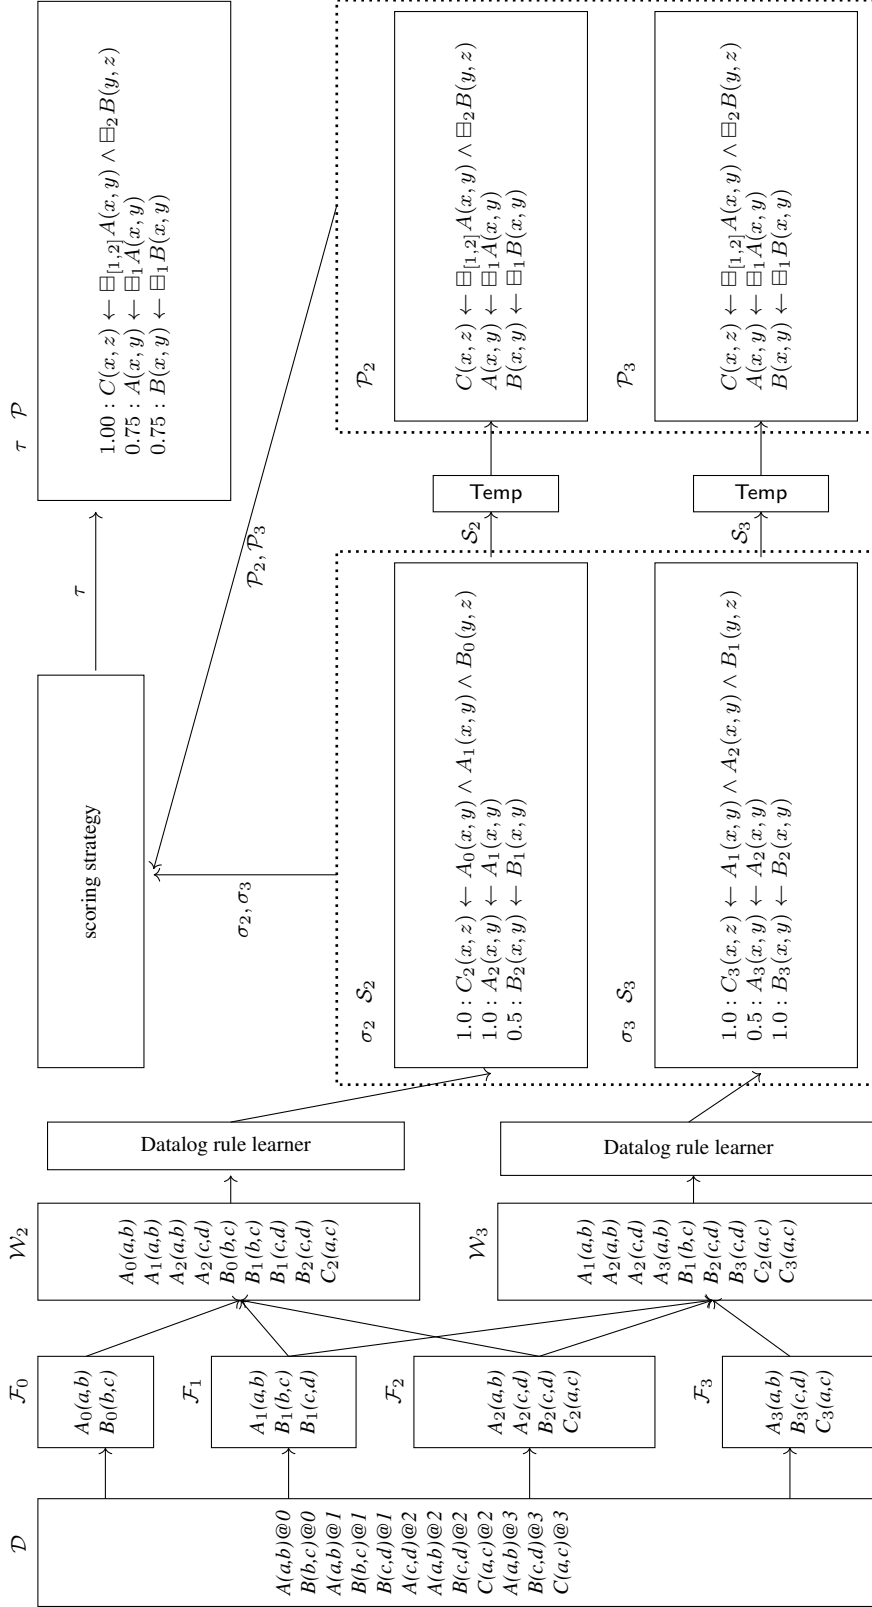 𝒟
A(a,b)@0
B(b,c)@0
A(a,b)@1
B(b,c)@1
B(c,d)@1
A(c,d)@2
A(a,b)@2
B(c,d)@2
C(a,c)@2
A(a,b)@3
B(c,d)@3
C(a,c)@3
ℱ₀
A₀(a,b)
B₀(b,c)
ℱ₁
A₁(a,b)
B₁(b,c)
B₁(c,d)
ℱ₂
A₂(a,b)
A₂(c,d)
B₂(c,d)
C₂(a,c)
ℱ₃
A₃(a,b)
B₃(c,d)
C₃(a,c)
𝒲₂
A₀(a,b)
A₁(a,b)
A₂(a,b)
A₂(c,d)
B₀(b,c)
B₁(b,c)
B₁(c,d)
B₂(c,d)
C₂(a,c)
𝒲₃
A₁(a,b)
A₂(a,b)
A₂(c,d)
A₃(a,b)
B₁(b,c)
B₂(c,d)
B₃(c,d)
C₂(a,c)
C₃(a,c)
Datalog rule learner
Datalog rule learner
scoring strategy
σ₂, σ₃
σ₂ 𝒮₂
1.0 : C₂(x, z) ← A₀(x, y) ∧ A₁(x, y) ∧ B₀(y, z)
1.0 : A₂(x, y) ← A₁(x, y)
0.5 : B₂(x, y) ← B₁(x, y)
σ₃ 𝒮₃
1.0 : C₃(x, z) ← A₁(x, y) ∧ A₂(x, y) ∧ B₁(y, z)
0.5 : A₃(x, y) ← A₂(x, y)
1.0 : B₃(x, y) ← B₂(x, y)
τ
𝒫₂, 𝒫₃
𝒮₂
Temp
𝒮₃
Temp
τ 𝒫
1.00 : C(x, z) ← ⊟[1,2]A(x, y) ∧ ⊟₂B(y, z)
0.75 : A(x, y) ← ⊟₁A(x, y)
0.75 : B(x, y) ← ⊟₁B(x, y)
𝒫₂
C(x, z) ← ⊟[1,2]A(x, y) ∧ ⊟₂B(y, z)
A(x, y) ← ⊟₁A(x, y)
B(x, y) ← ⊟₁B(x, y)
𝒫₃
C(x, z) ← ⊟[1,2]A(x, y) ∧ ⊟₂B(y, z)
A(x, y) ← ⊟₁A(x, y)
B(x, y) ← ⊟₁B(x, y)